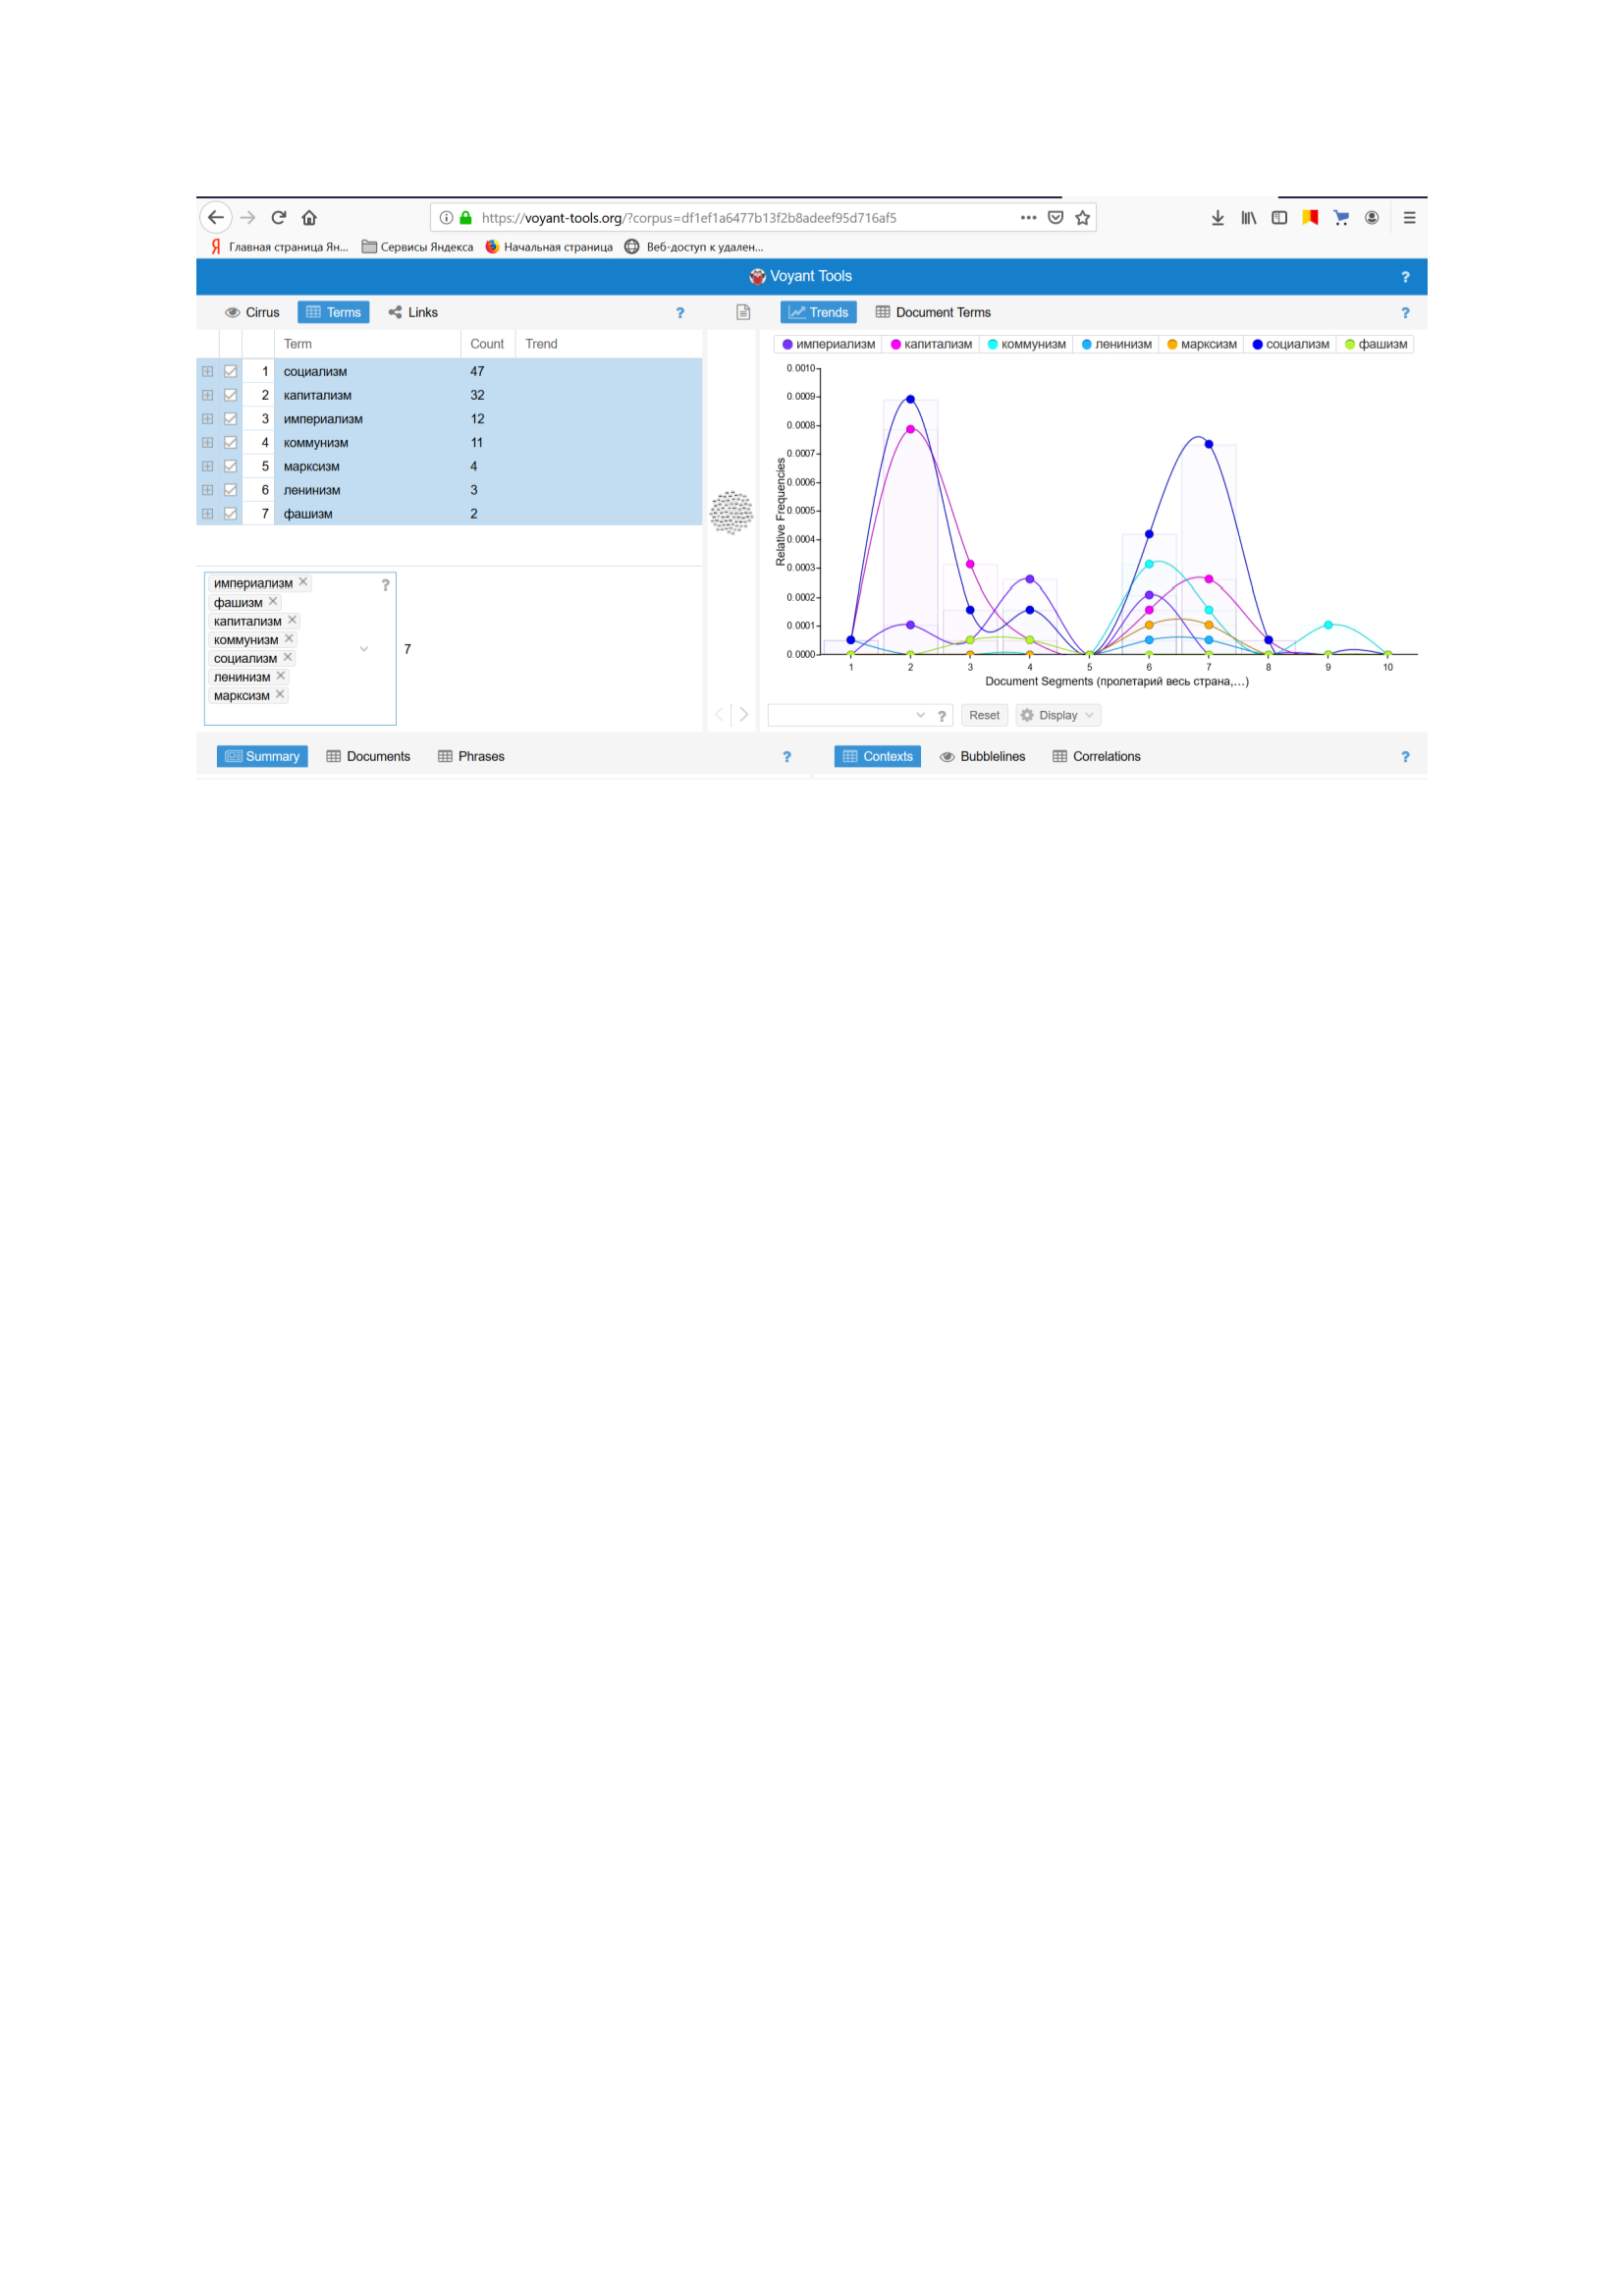 https://voyant-tools.org/?corpus=df1ef1a6477b13f2b8adeef95d716af5
Главная страница Ян... Сервисы Яндекса Начальная страница Веб-доступ к удален...
Voyant Tools ?
Cirrus Terms Links ? Trends Document Terms ?
Term Count Trend
1 социализм 47
2 капитализм 32
3 империализм 12
4 коммунизм 11
5 марксизм 4
6 ленинизм 3
7 фашизм 2
империализм ?
фашизм
капитализм
коммунизм
социализм
ленинизм
марксизм
7
империализм капитализм коммунизм ленинизм марксизм социализм фашизм
0.0010
0.0009
0.0008
0.0007
0.0006
0.0005
0.0004
0.0003
0.0002
0.0001
0.0000
Relative Frequencies
1 2 3 4 5 6 7 8 9 10
Document Segments (пролетарий весь страна,...)
? Reset Display
Summary Documents Phrases ? Contexts Bubblelines Correlations ?